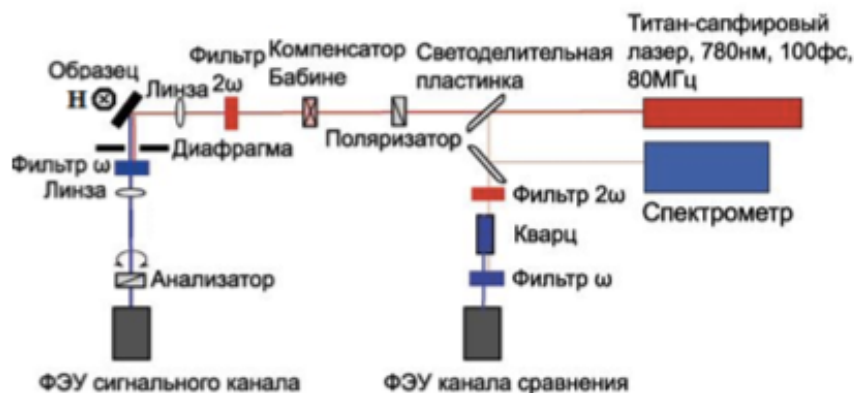 Титан-сапфировый
лазер, 780нм, 100фс,
80МГц
Светоделительная
пластинка
Компенсатор
Бабине
Фильтр
2ω
Линза
Образец
H
Поляризатор
Диафрагма
Фильтр ω
Линза
Анализатор
ФЭУ сигнального канала
Спектрометр
Фильтр 2ω
Кварц
Фильтр ω
ФЭУ канала сравнения